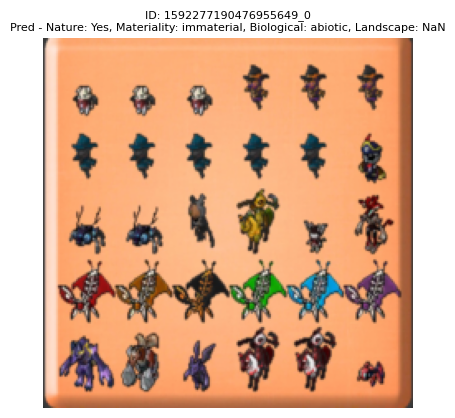 ID: 1592277190476955649_0
Pred - Nature: Yes, Materiality: immaterial, Biological: abiotic, Landscape: NaN